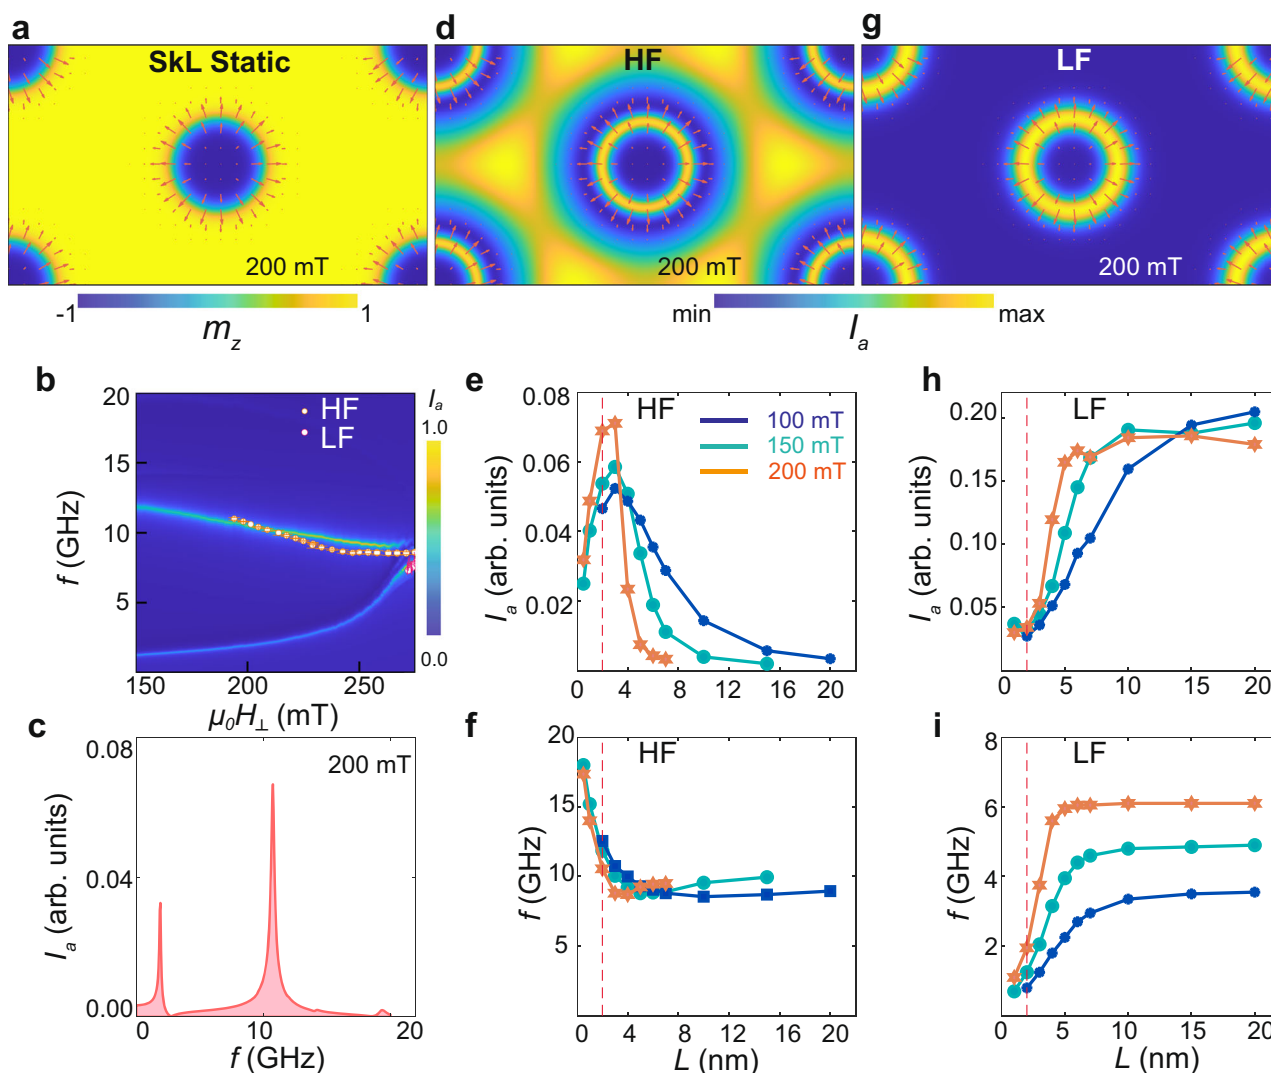 a
d
g
SkL Static
HF
LF
200 mT
200 mT
200 mT
-1
1
m_z
min
max
I_a
b
20
15
10
5
f (GHz)
HF
LF
I_a
1.0
0.0
150
200
250
μ₀H⊥ (mT)
e
0.08
0.06
0.04
0.02
I_a (arb. units)
HF
100 mT
150 mT
200 mT
0
4
8
12
16
20
h
0.20
0.15
0.10
0.05
I_a (arb. units)
LF
0
5
10
15
20
c
0.08
0.04
0.00
I_a (arb. units)
200 mT
0
10
20
f (GHz)
f
20
15
10
5
f (GHz)
HF
0
4
8
12
16
20
L (nm)
i
8
6
4
2
f (GHz)
LF
0
5
10
15
20
L (nm)